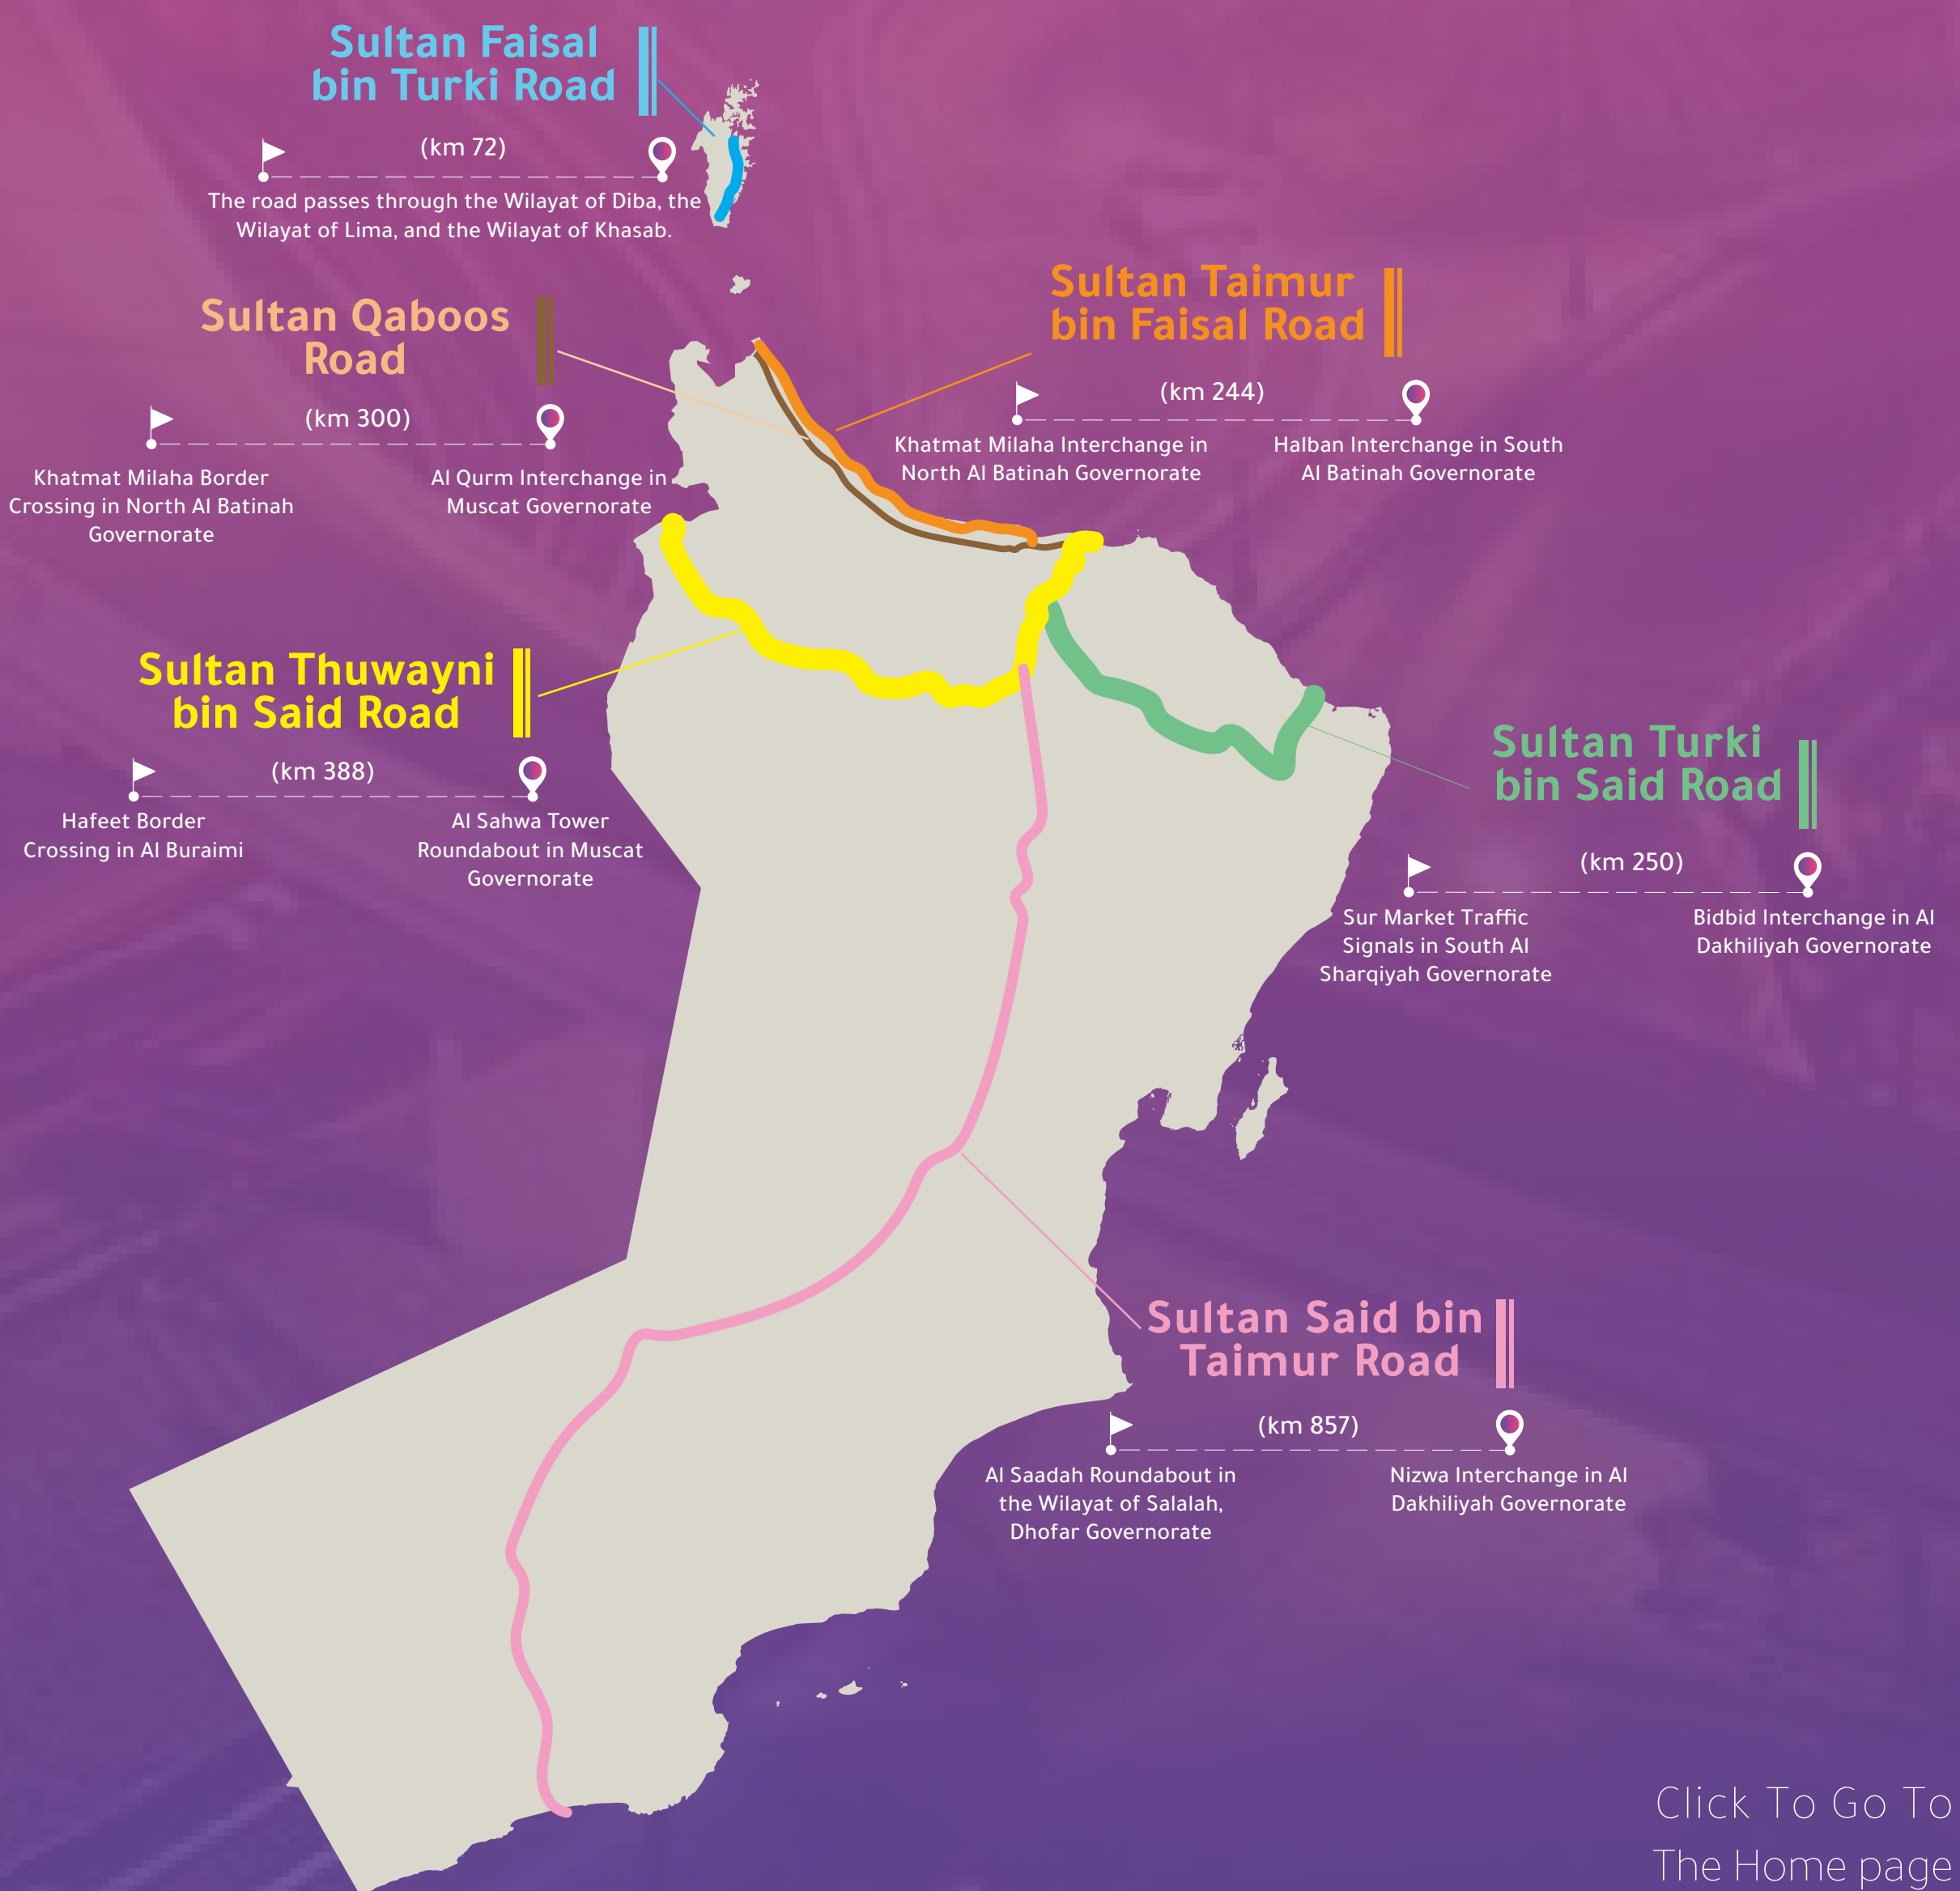 Sultan Faisal
bin Turki Road
(km 72)
The road passes through the Wilayat of Diba, the
Wilayat of Lima, and the Wilayat of Khasab.
Sultan Qaboos
Road
(km 300)
Khatmat Milaha Border
Crossing in North Al Batinah
Governorate
Al Qurm Interchange in
Muscat Governorate
Sultan Taimur
bin Faisal Road
(km 244)
Khatmat Milaha Interchange in
North Al Batinah Governorate
Halban Interchange in South
Al Batinah Governorate
Sultan Thuwayni
bin Said Road
(km 388)
Hafeet Border
Crossing in Al Buraimi
Al Sahwa Tower
Roundabout in Muscat
Governorate
Sultan Turki
bin Said Road
(km 250)
Sur Market Traffic
Signals in South Al
Sharqiyah Governorate
Bidbid Interchange in Al
Dakhiliyah Governorate
Sultan Said bin
Taimur Road
(km 857)
Al Saadah Roundabout in
the Wilayat of Salalah,
Dhofar Governorate
Nizwa Interchange in Al
Dakhiliyah Governorate
Click To Go To
The Home page